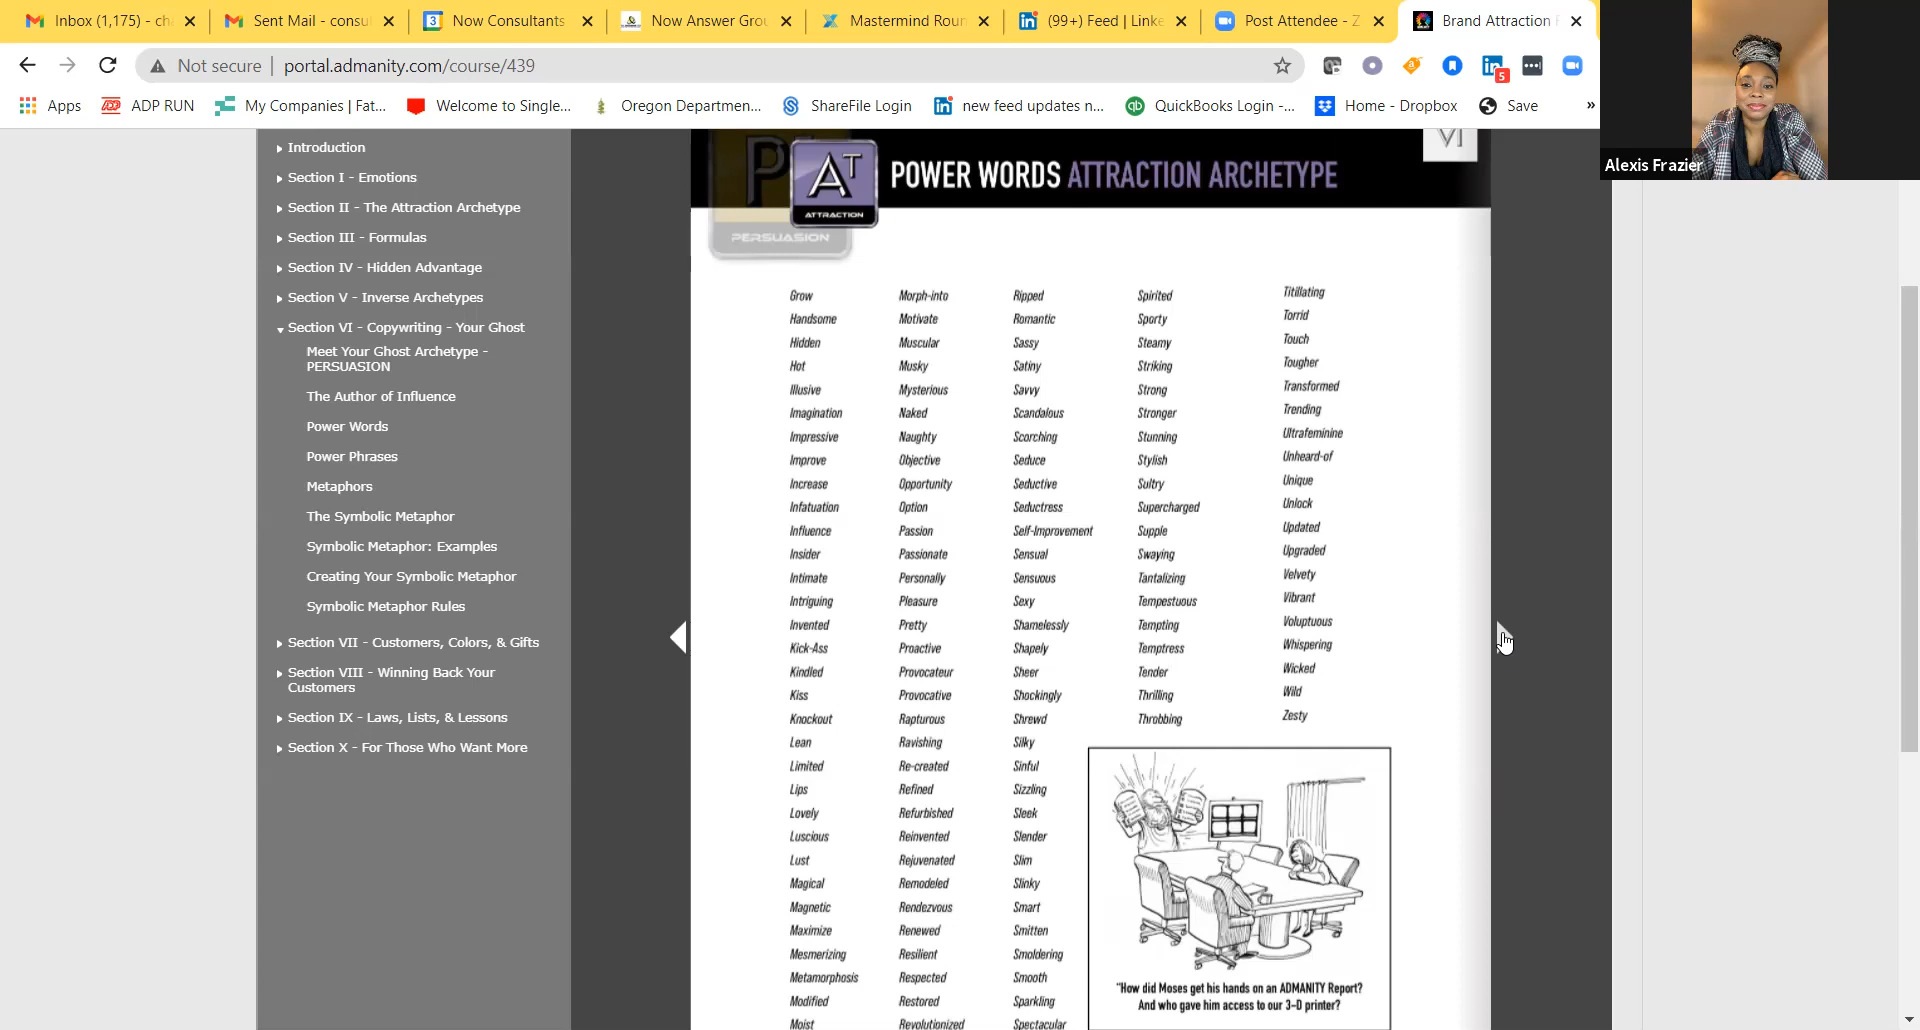 Inbox (1,175) - ch
Sent Mail - consul
3
Now Consultants
Now Answer Grou
Mastermind Roun
in
(99+) Feed | Linke
Post Attendee - Z
Brand Attraction
Not secure
portal.admanity.com/course/439
in
5
Apps
ADP
ADP RUN
My Companies | Fat...
Welcome to Single...
Oregon Departmen...
ShareFile Login
in
new feed updates n...
qb
QuickBooks Login -...
Home - Dropbox
Save
»
Alexis Frazier
Introduction
Section I - Emotions
Section II - The Attraction Archetype
Section III - Formulas
Section IV - Hidden Advantage
Section V - Inverse Archetypes
Section VI - Copywriting - Your Ghost
Meet Your Ghost Archetype -
PERSUASION
The Author of Influence
Power Words
Power Phrases
Metaphors
The Symbolic Metaphor
Symbolic Metaphor: Examples
Creating Your Symbolic Metaphor
Symbolic Metaphor Rules
Section VII - Customers, Colors, & Gifts
Section VIII - Winning Back Your
Customers
Section IX - Laws, Lists, & Lessons
Section X - For Those Who Want More
PERSUASION
AT
ATTRACTION
POWER WORDS ATTRACTION ARCHETYPE
VI
Grow
Handsome
Hidden
Hot
Illusive
Imagination
Impressive
Improve
Increase
Infatuation
Influence
Insider
Intimate
Intriguing
Invented
Kick-Ass
Kindled
Kiss
Knockout
Lean
Limited
Lips
Lovely
Luscious
Lust
Magical
Magnetic
Maximize
Mesmerizing
Metamorphosis
Modified
Moist
Morph-into
Motivate
Muscular
Musky
Mysterious
Naked
Naughty
Objective
Opportunity
Option
Passion
Passionate
Personally
Pleasure
Pretty
Proactive
Provocateur
Provocative
Rapturous
Ravishing
Re-created
Refined
Refurbished
Reinvented
Rejuvenated
Remodeled
Rendezvous
Renewed
Resilient
Respected
Restored
Revolutionized
Ripped
Romantic
Sassy
Satiny
Savvy
Scandalous
Scorching
Seduce
Seductive
Seductress
Self-Improvement
Sensual
Sensuous
Sexy
Shamelessly
Shapely
Sheer
Shockingly
Shrewd
Silky
Sinful
Sizzling
Sleek
Slender
Slim
Slinky
Smart
Smitten
Smoldering
Smooth
Sparkling
Spectacular
Spirited
Sporty
Steamy
Striking
Strong
Stronger
Stunning
Stylish
Sultry
Supercharged
Supple
Swaying
Tantalizing
Tempestuous
Tempting
Temptress
Tender
Thrilling
Throbbing
Titillating
Torrid
Touch
Tougher
Transformed
Trending
Ultrafeminine
Unheard-of
Unique
Unlock
Updated
Upgraded
Velvety
Vibrant
Voluptuous
Whispering
Wicked
Wild
Zesty
"How did Moses get his hands on an ADMANITY Report?
And who gave him access to our 3-D printer?